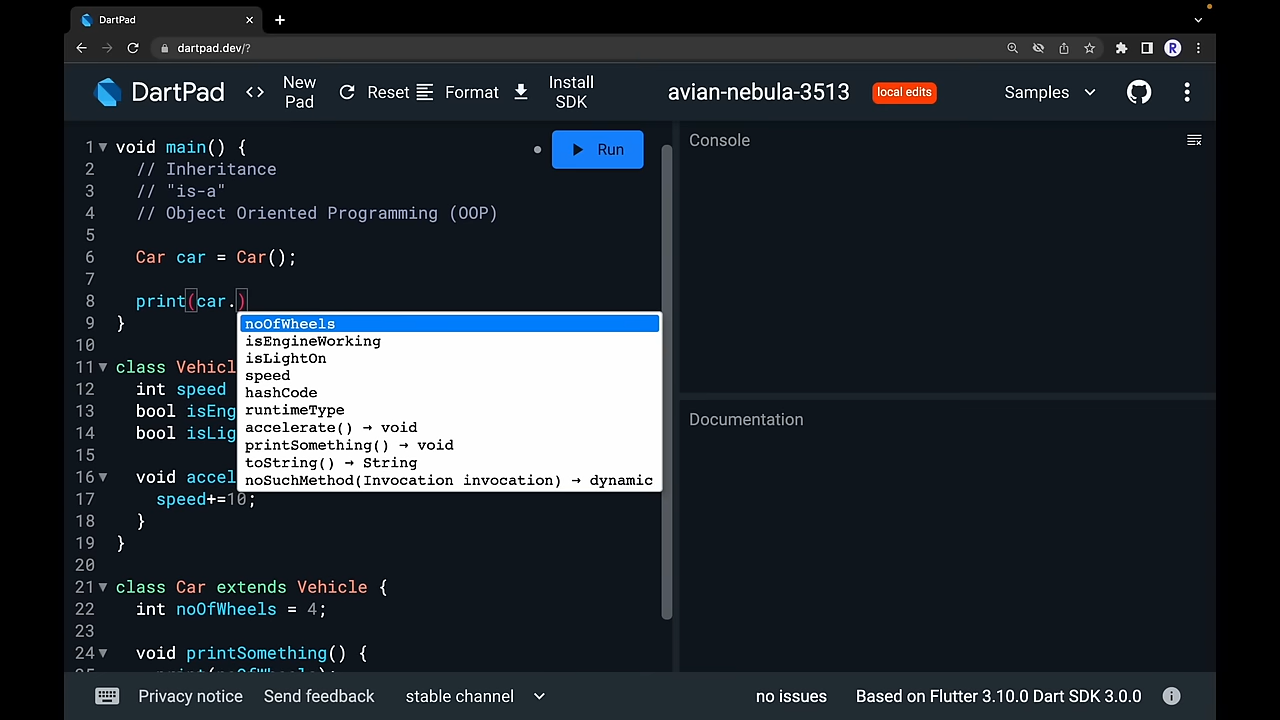 DartPad
dartpad.dev/?
R
DartPad
<> New Pad
Reset
Format
Install SDK
avian-nebula-3513
local edits
Samples
Run
Console
1 void main() {
2 // Inheritance
3 // "is-a"
4 // Object Oriented Programming (OOP)
5
6 Car car = Car();
7
8 print(car.)
9 }
noOfWheels
isEngineWorking
isLightOn
speed
hashCode
runtimeType
accelerate() → void
printSomething() → void
toString() → String
noSuchMethod(Invocation invocation) → dynamic
10
11 class Vehicl
12 int speed
13 bool isEng
14 bool isLig
15
16 void accel
17 speed+=10;
18 }
19 }
20
21 class Car extends Vehicle {
22 int noOfWheels = 4;
23
24 void printSomething() {
Documentation
Privacy notice
Send feedback
stable channel
no issues
Based on Flutter 3.10.0 Dart SDK 3.0.0